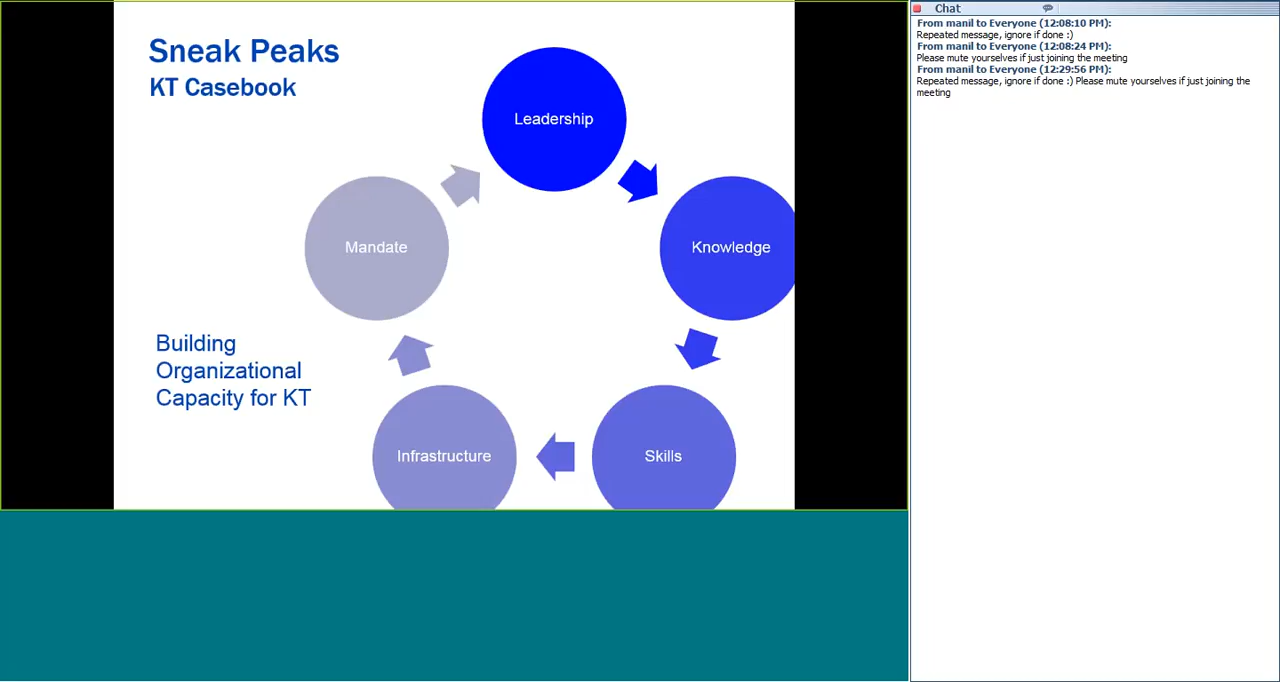 Sneak Peaks
KT Casebook
Leadership
Knowledge
Skills
Infrastructure
Mandate
Building
Organizational
Capacity for KT
Chat
From manil to Everyone (12:08:10 PM):
Repeated message, ignore if done :)
From manil to Everyone (12:08:24 PM):
Please mute yourselves if just joining the meeting
From manil to Everyone (12:29:56 PM):
Repeated message, ignore if done :) Please mute yourselves if just joining the
meeting